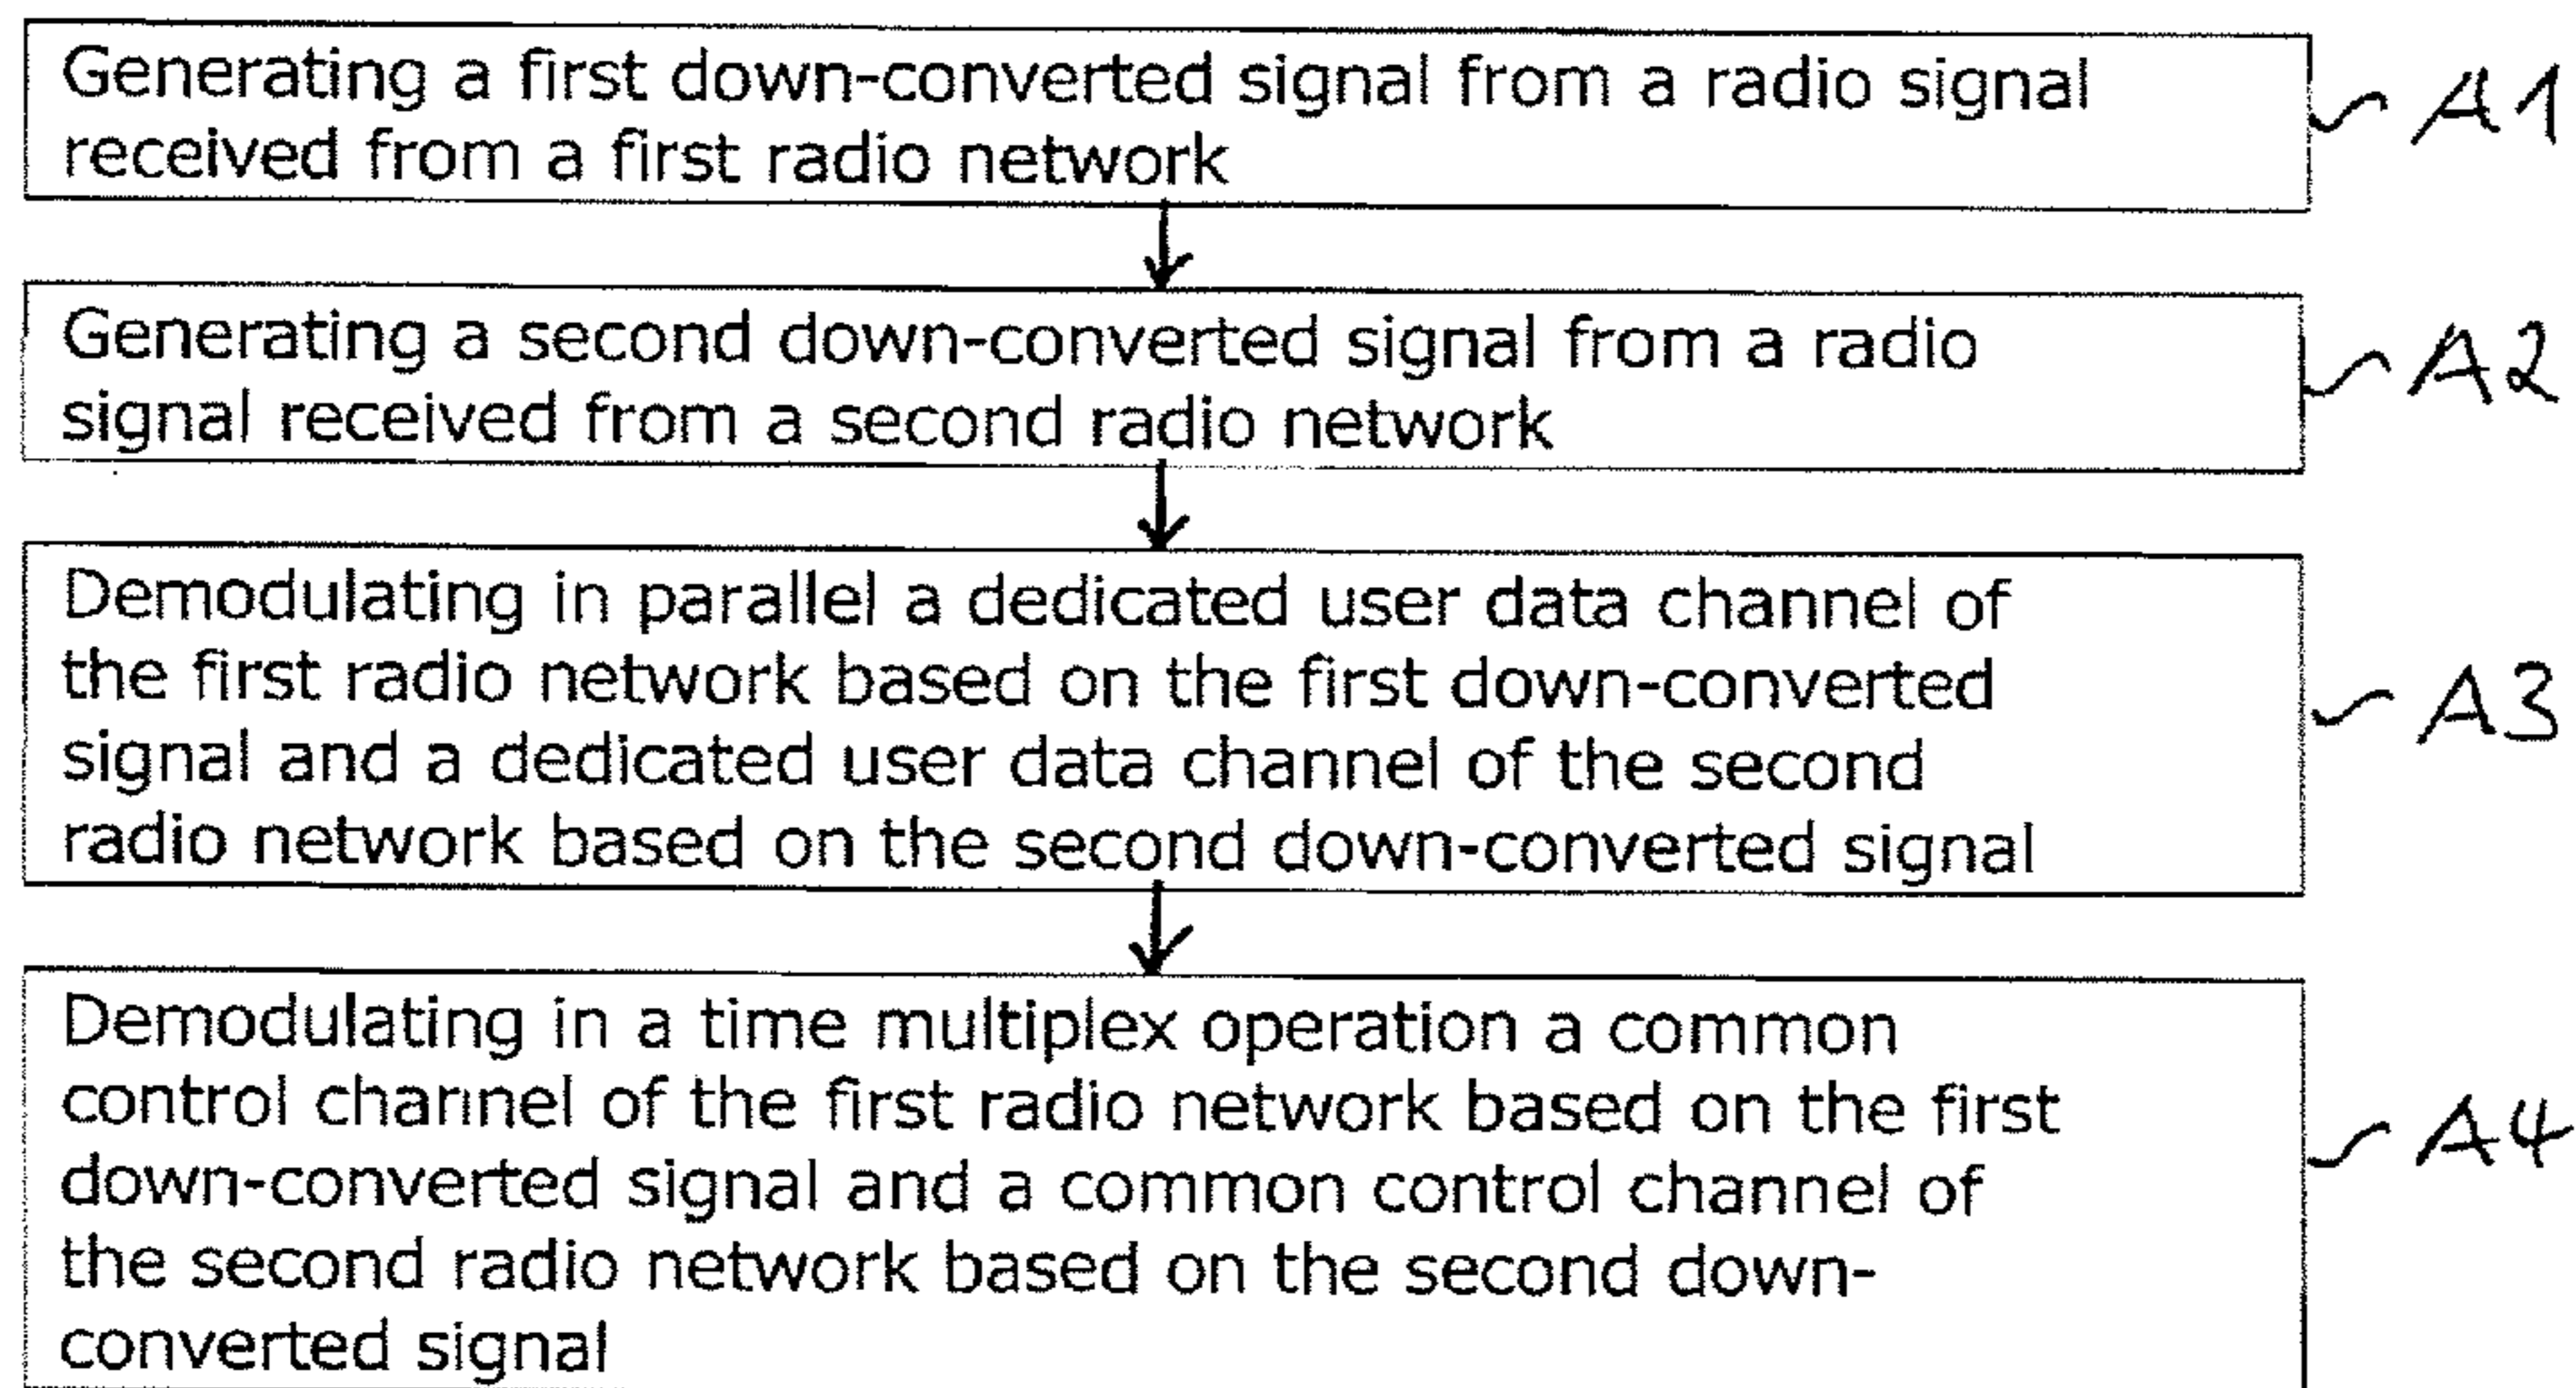 Generating a first down-converted signal from a radio signal
received from a first radio network
A1
Generating a second down-converted signal from a radio
signal received from a second radio network
A2
Demodulating in parallel a dedicated user data channel of
the first radio network based on the first down-converted
signal and a dedicated user data channel of the second
radio network based on the second down-converted signal
A3
Demodulating in a time multiplex operation a common
control channel of the first radio network based on the first
down-converted signal and a common control channel of
the second radio network based on the second down-
converted signal
A4